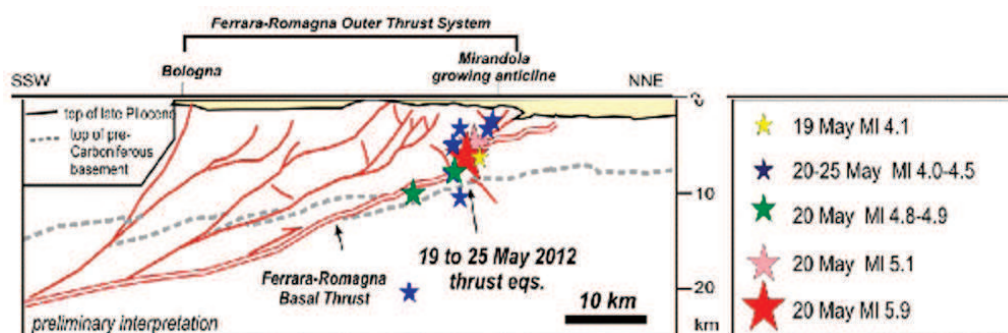 Ferrara-Romagna Outer Thrust System
SSW
Bologna
Mirandola
growing anticline
NNE
top of late Pliocene
top of pre-
Carboniferous
basement
0
10
20
km
Ferrara-Romagna
Basal Thrust
19 to 25 May 2012
thrust eqs.
10 km
preliminary interpretation
19 May Ml 4.1
20-25 May Ml 4.0-4.5
20 May Ml 4.8-4.9
20 May Ml 5.1
20 May Ml 5.9